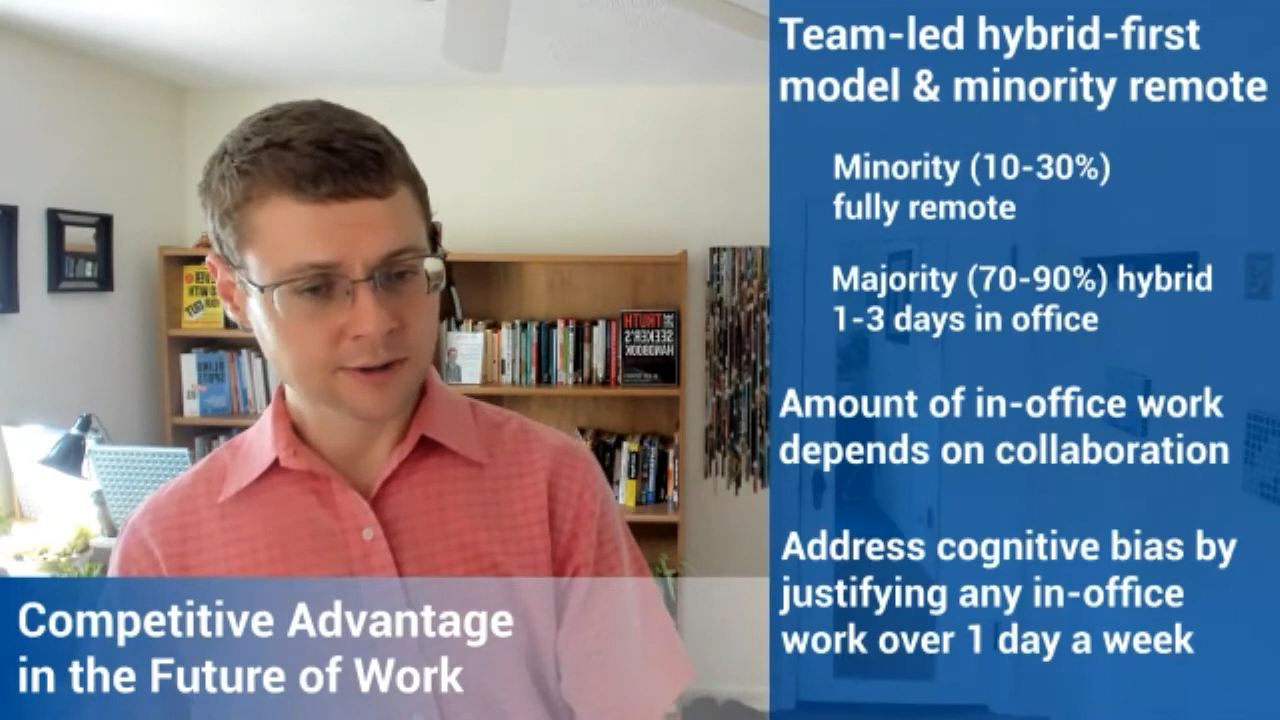 Team-led hybrid-first
model & minority remote
Minority (10-30%)
fully remote
Majority (70-90%) hybrid
1-3 days in office
Amount of in-office work
depends on collaboration
Address cognitive bias by
justifying any in-office
work over 1 day a week
Competitive Advantage
in the Future of Work
TRUTH
SEEKER'S
HANDBOOK
BLIND